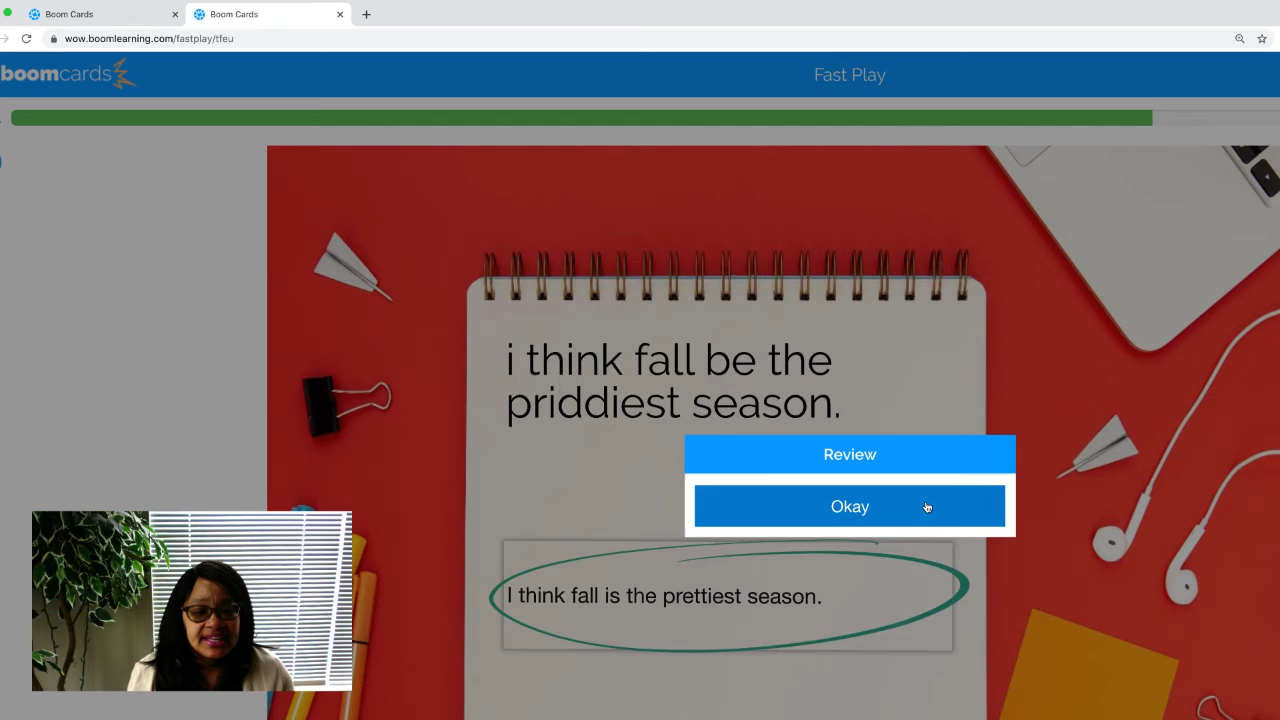 Boom Cards
Boom Cards
wow.boomlearning.com/fastplay/tfeu
boomcards
Fast Play
i think fall be the
priddiest season.
Review
Okay
I think fall is the prettiest season.